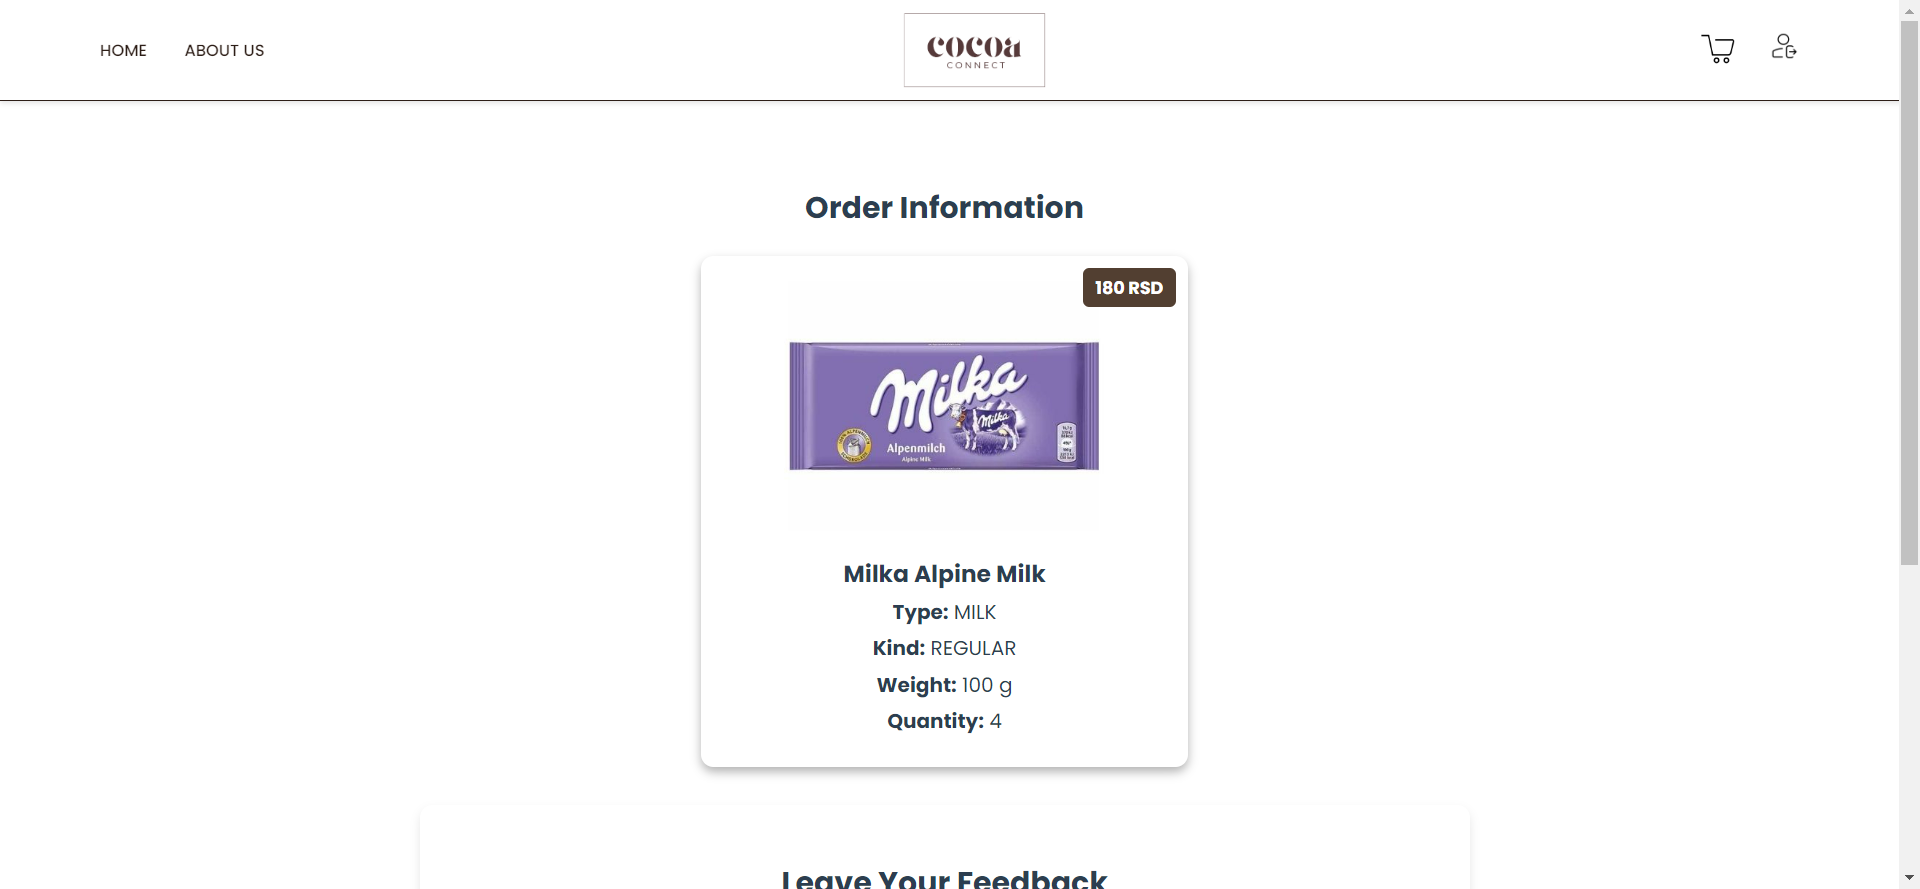 HOME
ABOUT US
COCOA
CONNECT
Order Information
180 RSD
Milka
Milka
Alpenmilch
Alpine Milk
Milka Alpine Milk
Type: MILK
Kind: REGULAR
Weight: 100 g
Quantity: 4
Leave Your Feedback